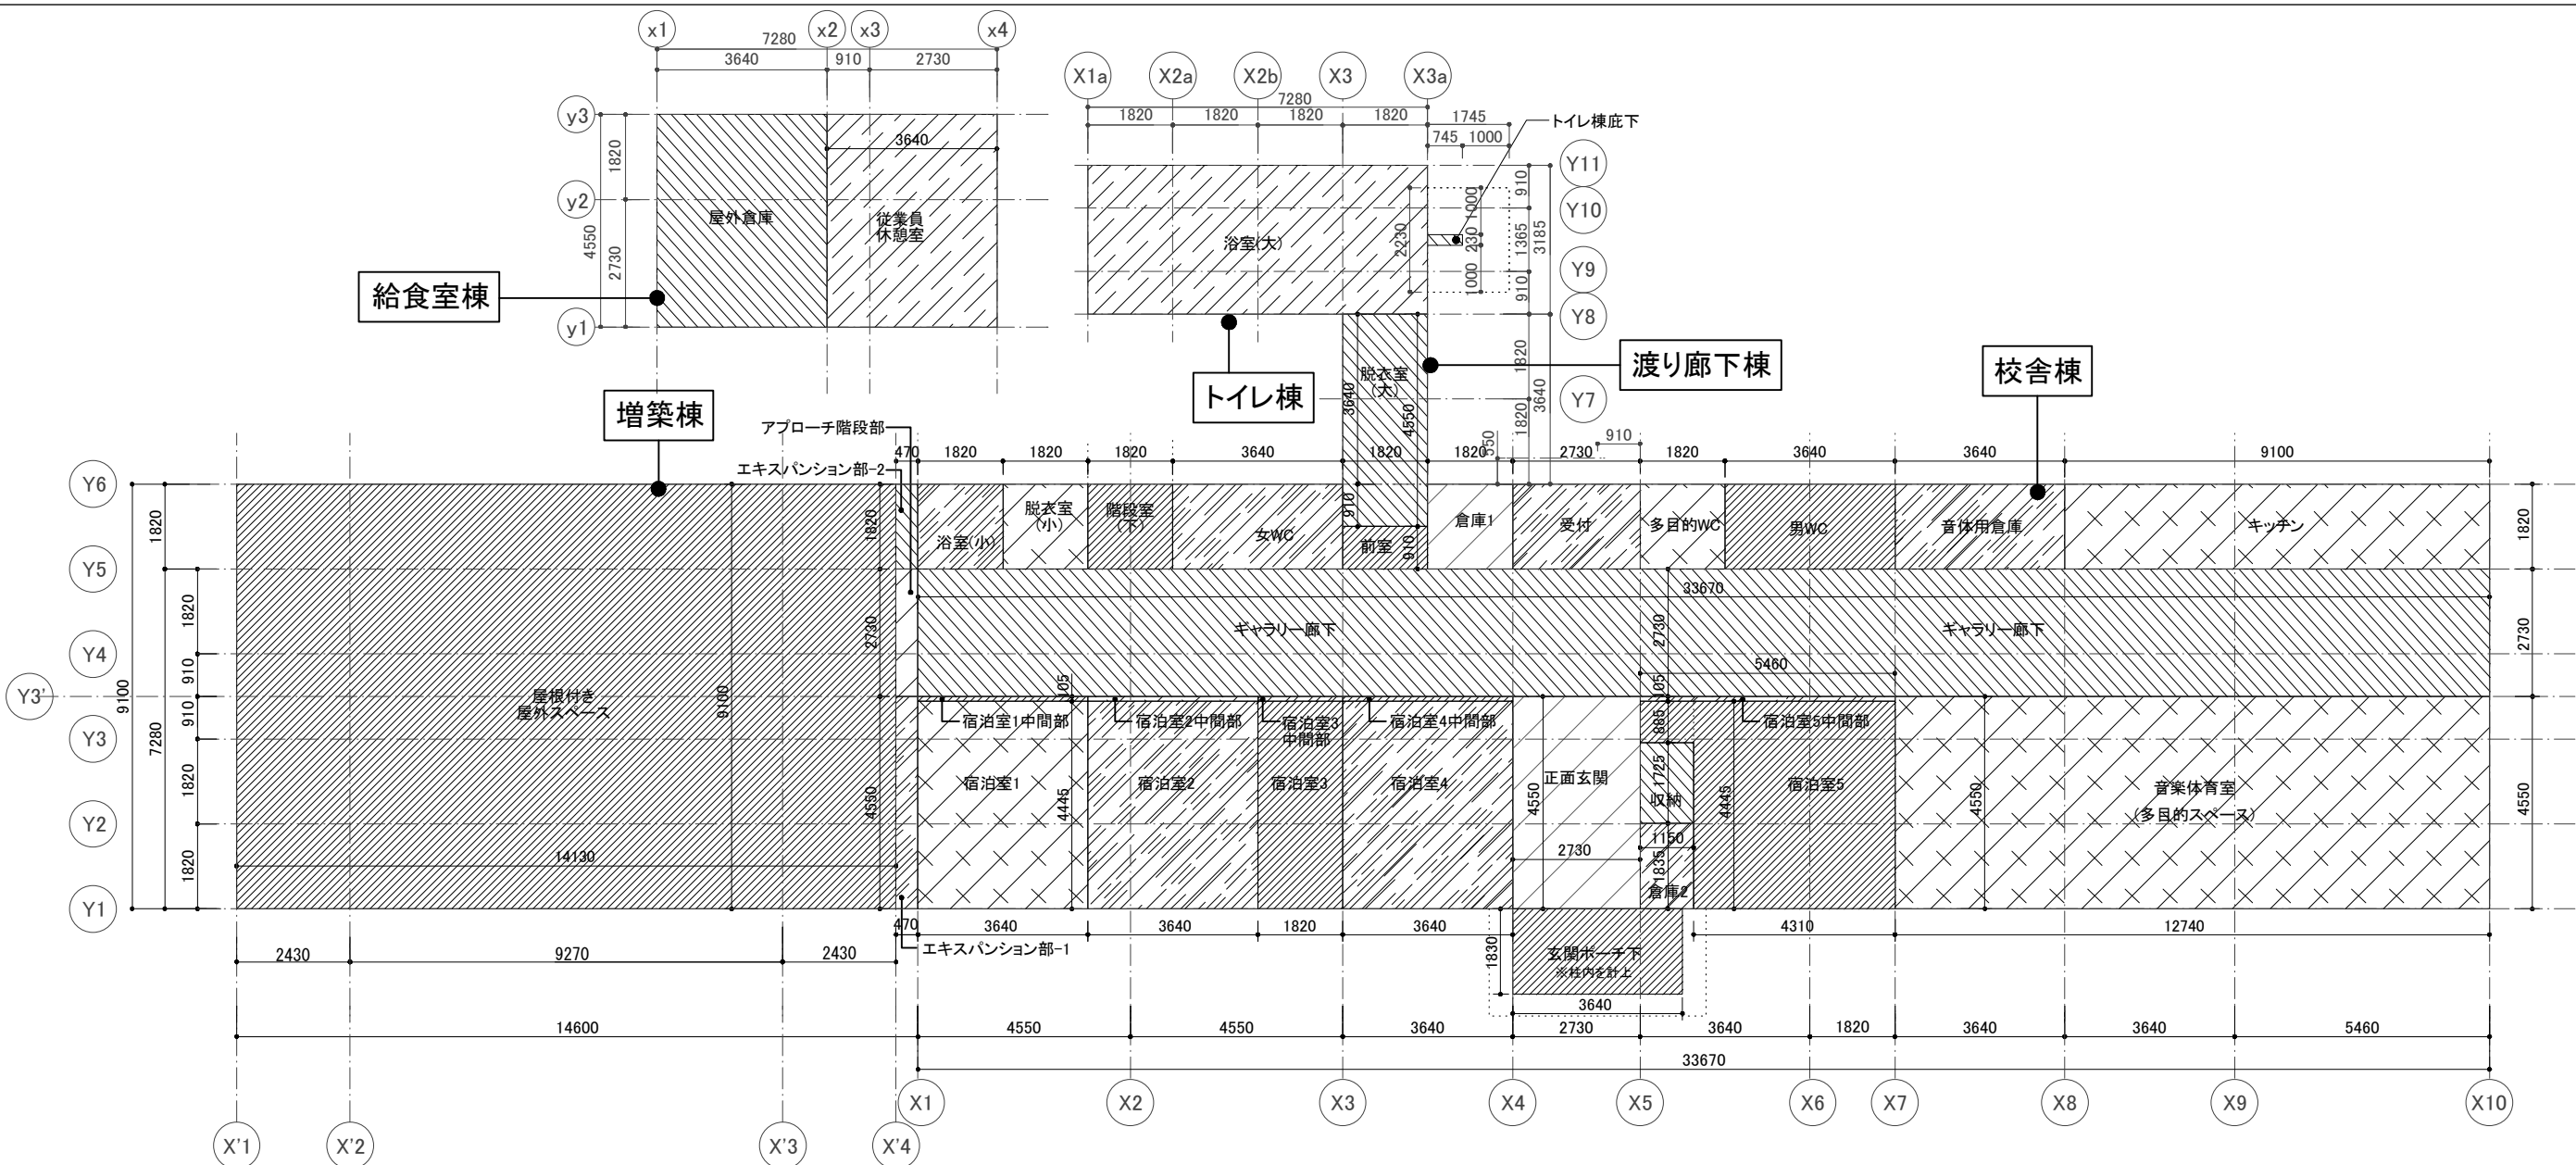 x1
x2
x3
x4
7280
3640
910
2730
y3
y2
y1
1820
2730
4550
3640
屋外倉庫
従業員
休憩室
給食室棟
X1a
X2a
X2b
X3
X3a
7280
1820
1820
1820
1820
1745
745
1000
トイレ棟庇下
Y11
Y10
Y9
Y8
Y7
910
1365
910
3185
1820
1820
3640
2230
1000
230
1000
浴室(大)
トイレ棟
脱衣室
(大)
3640
4550
渡り廊下棟
校舎棟
増築棟
アプローチ階段部
エキスパンション部-2
470
1820
1820
1820
3640
1820
1820
2730
1820
3640
3640
9100
550
910
Y6
Y5
Y4
Y3'
Y3
Y2
Y1
9100
1820
7280
1820
910
910
1820
1820
屋根付き
屋外スペース
9100
14130
1820
2730
4550
浴室(小)
脱衣室
(小)
階段室
(下)
女WC
910
前室
910
倉庫1
受付
多目的WC
男WC
音体用倉庫
キッチン
1820
2730
4550
33670
ギャラリー廊下
ギャラリー廊下
2730
5460
105
105
宿泊室1中間部
宿泊室2中間部
宿泊室3
中間部
宿泊室4中間部
宿泊室5中間部
宿泊室1
宿泊室2
宿泊室3
宿泊室4
正面玄関
宿泊室5
4445
4550
885
1725
収納
1150
1835
倉庫2
4445
4550
2730
音楽体育室
(多目的スペース)
470
3640
3640
1820
3640
4310
12740
エキスパンション部-1
2430
9270
2430
1830
玄関ポーチ下
※柱内を計上
3640
14600
4550
4550
3640
2730
3640
1820
3640
3640
5460
33670
X1
X2
X3
X4
X5
X6
X7
X8
X9
X10
X'1
X'2
X'3
X'4